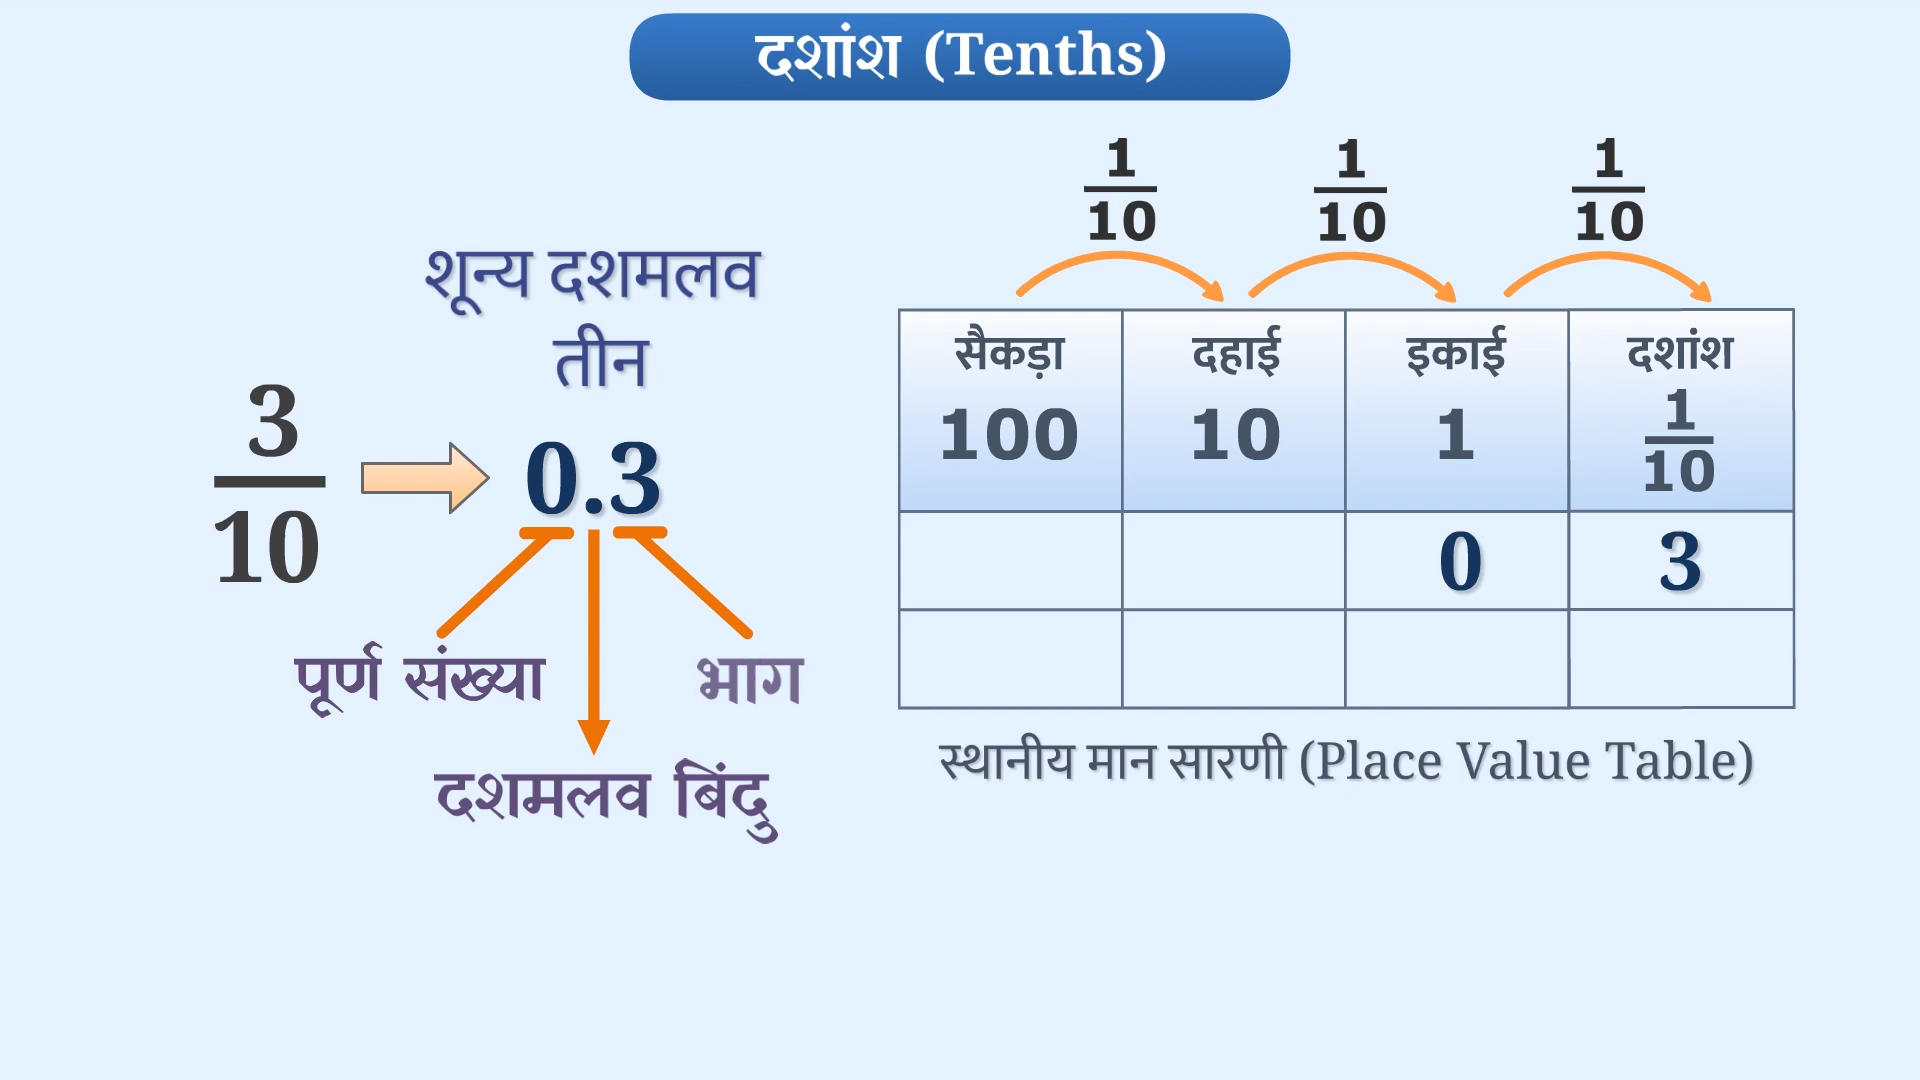 दशांश (Tenths)
शून्य दशमलव
तीन
3
10
0.3
पूर्ण संख्या
भाग
दशमलव बिंदु
1
10
1
10
1
10
सैकड़ा दहाई इकाई दशांश
100 10 1 1
10
0 3
स्थानीय मान सारणी (Place Value Table)